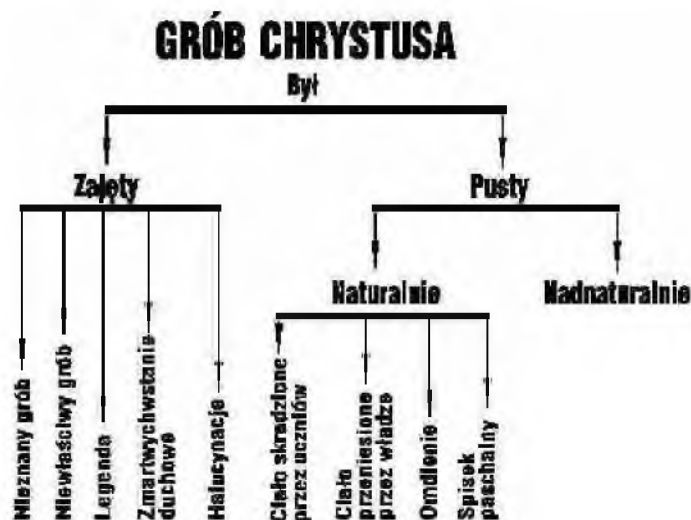 GRÓB CHRYSTUSA
Był
Zajęty
Pusty
Naturalnie
Nadnaturalnie
Nieznany grób
Niewłaściwy grób
Legenda
Zmartwychwstanie
duchowe
Halucynacje
Ciało skradzione
przez uczniów
Ciało
przeniesione
przez władze
Omdlenie
Spisek
paschalny